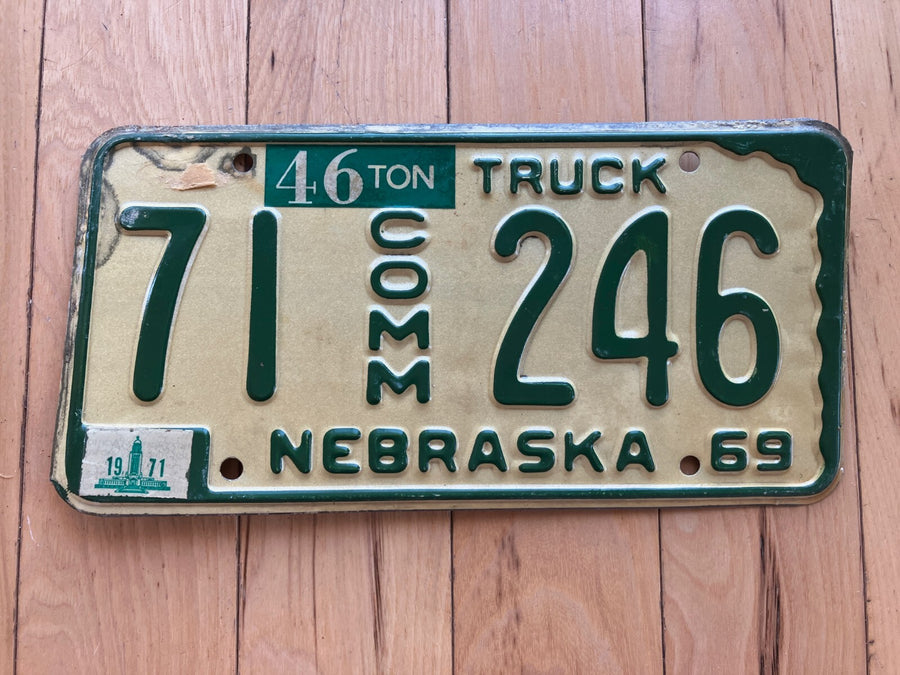 46 TON TRUCK
71 COMM 246
19 71 NEBRASKA 69